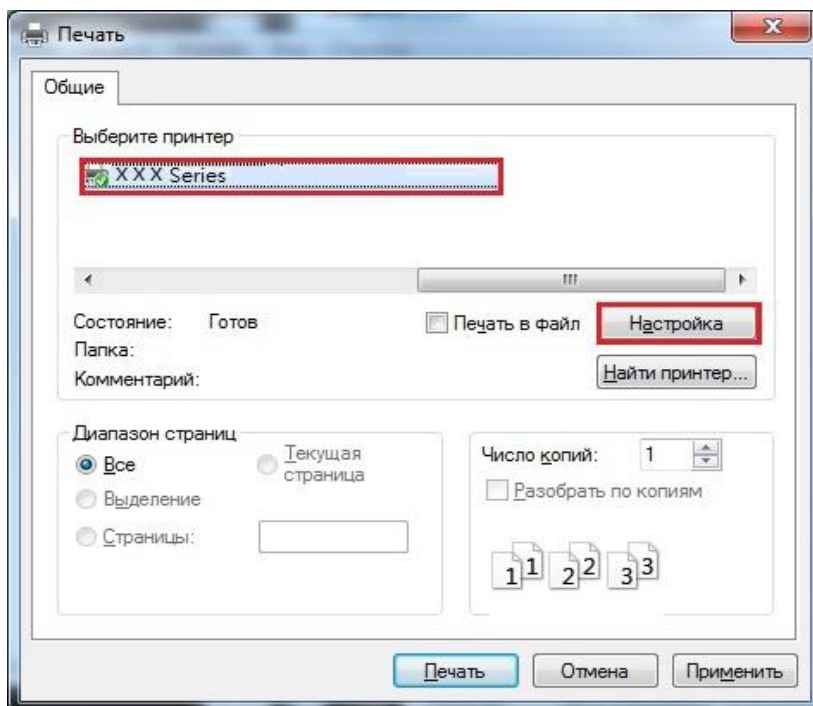 Печать
Общие
Выберите принтер
X X X Series
Состояние: Готов
Печать в файл
Настройка
Папка:
Комментарий:
Найти принтер...
Диапазон страниц
Все
Текущая
страница
Выделение
Страницы:
Число копий: 1
Разобрать по копиям
1 1 2 2 3 3
Печать
Отмена
Применить